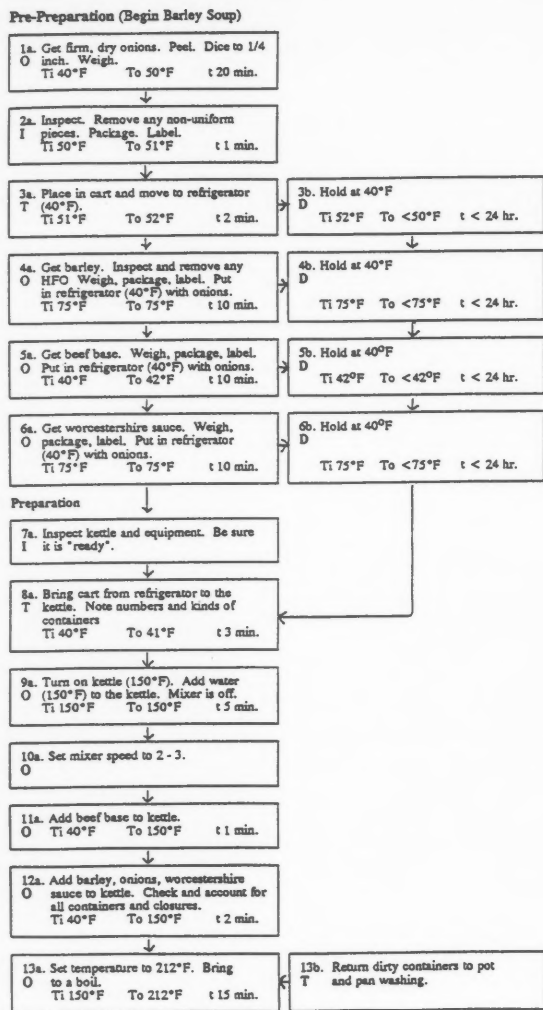 Pre-Preparation (Begin Barley Soup)
1a. Get firm, dry onions. Peel. Dice to 1/4
O inch. Weigh.
Ti 40°F To 50°F t 20 min.
2a. Inspect. Remove any non-uniform
I pieces. Package. Label.
Ti 50°F To 51°F t 1 min.
3a. Place in cart and move to refrigerator
T (40°F).
Ti 51°F To 52°F t 2 min.
3b. Hold at 40°F
D
Ti 52°F To <50°F t < 24 hr.
4a. Get barley. Inspect and remove any
O HFO Weigh, package, label. Put
in refrigerator (40°F) with onions.
Ti 75°F To 75°F t 10 min.
4b. Hold at 40°F
D
Ti 75°F To <75°F t < 24 hr.
5a. Get beef base. Weigh, package, label.
O Put in refrigerator (40°F) with onions.
Ti 40°F To 42°F t 10 min.
5b. Hold at 40°F
D
Ti 42°F To <42°F t < 24 hr.
6a. Get worcestershire sauce. Weigh,
O package, label. Put in refrigerator
(40°F) with onions.
Ti 75°F To 75°F t 10 min.
6b. Hold at 40°F
D
Ti 75°F To <75°F t < 24 hr.
Preparation
7a. Inspect kettle and equipment. Be sure
I it is "ready".
8a. Bring cart from refrigerator to the
T kettle. Note numbers and kinds of
containers
Ti 40°F To 41°F t 3 min.
9a. Turn on kettle (150°F). Add water
O (150°F) to the kettle. Mixer is off.
Ti 150°F To 150°F t 5 min.
10a. Set mixer speed to 2 - 3.
O
11a. Add beef base to kettle.
O Ti 40°F To 150°F t 1 min.
12a. Add barley, onions, worcestershire
O sauce to kettle. Check and account for
all containers and closures.
Ti 40°F To 150°F t 2 min.
13a. Set temperature to 212°F. Bring
O to a boil.
Ti 150°F To 212°F t 15 min.
13b. Return dirty containers to pot
T and pan washing.